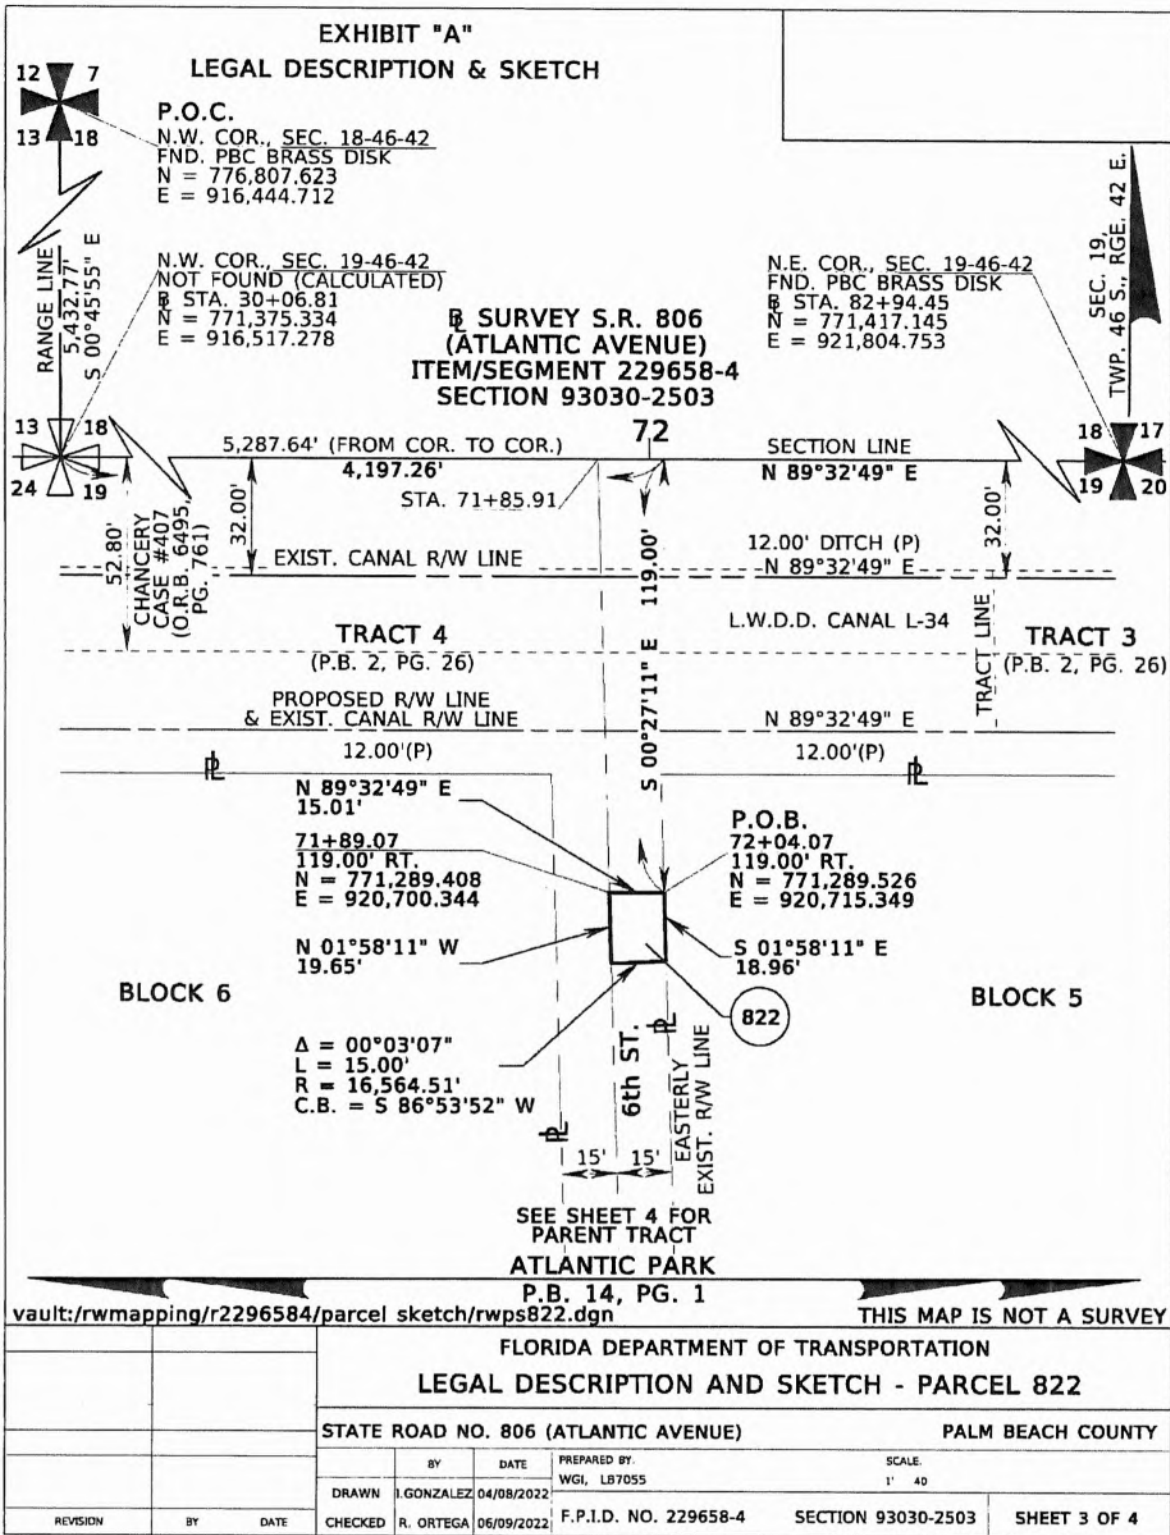 EXHIBIT "A"
LEGAL DESCRIPTION & SKETCH
12 7
13 18
P.O.C.
N.W. COR., SEC. 18-46-42
FND. PBC BRASS DISK
N = 776,807.623
E = 916,444.712
RANGE LINE
5,432.77'
S 00°45'55" E
N.W. COR., SEC. 19-46-42
NOT FOUND (CALCULATED)
BL STA. 30+06.81
N = 771,375.334
E = 916,517.278
BL SURVEY S.R. 806
(ATLANTIC AVENUE)
ITEM/SEGMENT 229658-4
SECTION 93030-2503
N.E. COR., SEC. 19-46-42
FND. PBC BRASS DISK
BL STA. 82+94.45
N = 771,417.145
E = 921,804.753
SEC. 19,
TWP. 46 S., RGE. 42 E.
13 18
24 19
5,287.64' (FROM COR. TO COR.)
4,197.26'
72
STA. 71+85.91
SECTION LINE
N 89°32'49" E
18 17
19 20
52.80'
CHANCERY
CASE #407
(O.R.B. 6495,
PG. 761)
32.00'
EXIST. CANAL R/W LINE
S 00°27'11" E 119.00'
12.00' DITCH (P)
N 89°32'49" E
32.00'
L.W.D.D. CANAL L-34
TRACT LINE
TRACT 4
(P.B. 2, PG. 26)
TRACT 3
(P.B. 2, PG. 26)
PROPOSED R/W LINE
& EXIST. CANAL R/W LINE
N 89°32'49" E
12.00'(P)
12.00'(P)
PL
PL
N 89°32'49" E
15.01'
71+89.07
119.00' RT.
N = 771,289.408
E = 920,700.344
P.O.B.
72+04.07
119.00' RT.
N = 771,289.526
E = 920,715.349
N 01°58'11" W
19.65'
S 01°58'11" E
18.96'
BLOCK 6
BLOCK 5
822
Δ = 00°03'07"
L = 15.00'
R = 16,564.51'
C.B. = S 86°53'52" W
6th ST.
PL
PL
EASTERLY
EXIST. R/W LINE
15' 15'
SEE SHEET 4 FOR
PARENT TRACT
ATLANTIC PARK
P.B. 14, PG. 1
vault:/rwmapping/r2296584/parcel sketch/rwps822.dgn
THIS MAP IS NOT A SURVEY
FLORIDA DEPARTMENT OF TRANSPORTATION
LEGAL DESCRIPTION AND SKETCH - PARCEL 822
STATE ROAD NO. 806 (ATLANTIC AVENUE) PALM BEACH COUNTY
BY DATE
PREPARED BY.
WGI, LB7055
SCALE.
1" 40
DRAWN I.GONZALEZ 04/08/2022
REVISION BY DATE
CHECKED R. ORTEGA 06/09/2022
F.P.I.D. NO. 229658-4 SECTION 93030-2503 SHEET 3 OF 4